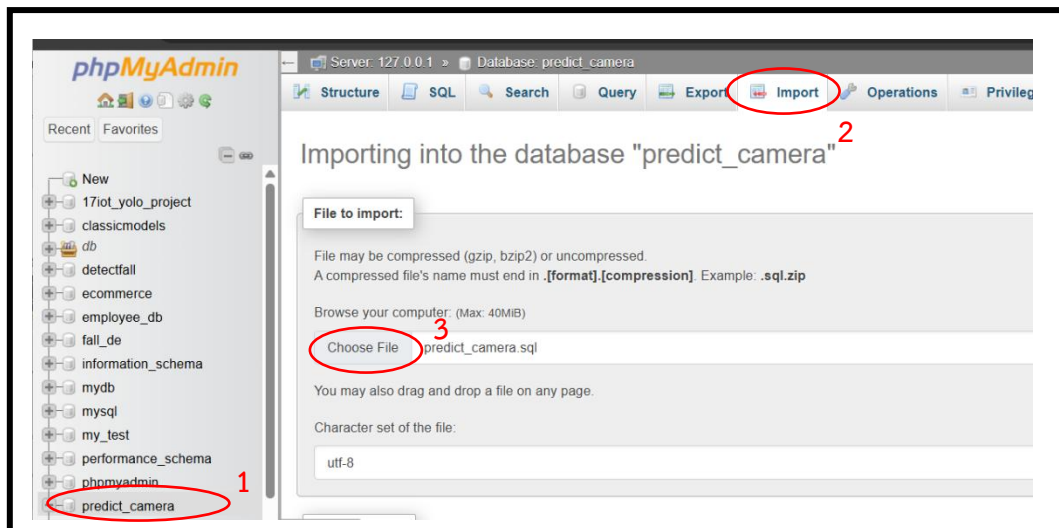 phpMyAdmin
Recent Favorites
New
17iot_yolo_project
classicmodels
db
detectfall
ecommerce
employee_db
fall_de
information_schema
mydb
mysql
my_test
performance_schema
phpmyadmin
predict_camera
1
Server: 127.0.0.1 » Database: predict_camera
Structure SQL Search Query Export Import Operations Privileg
2
Importing into the database "predict_camera"
File to import:
File may be compressed (gzip, bzip2) or uncompressed.
A compressed file's name must end in .[format].[compression]. Example: .sql.zip
Browse your computer: (Max: 40MiB)
3
Choose File predict_camera.sql
You may also drag and drop a file on any page.
Character set of the file:
utf-8